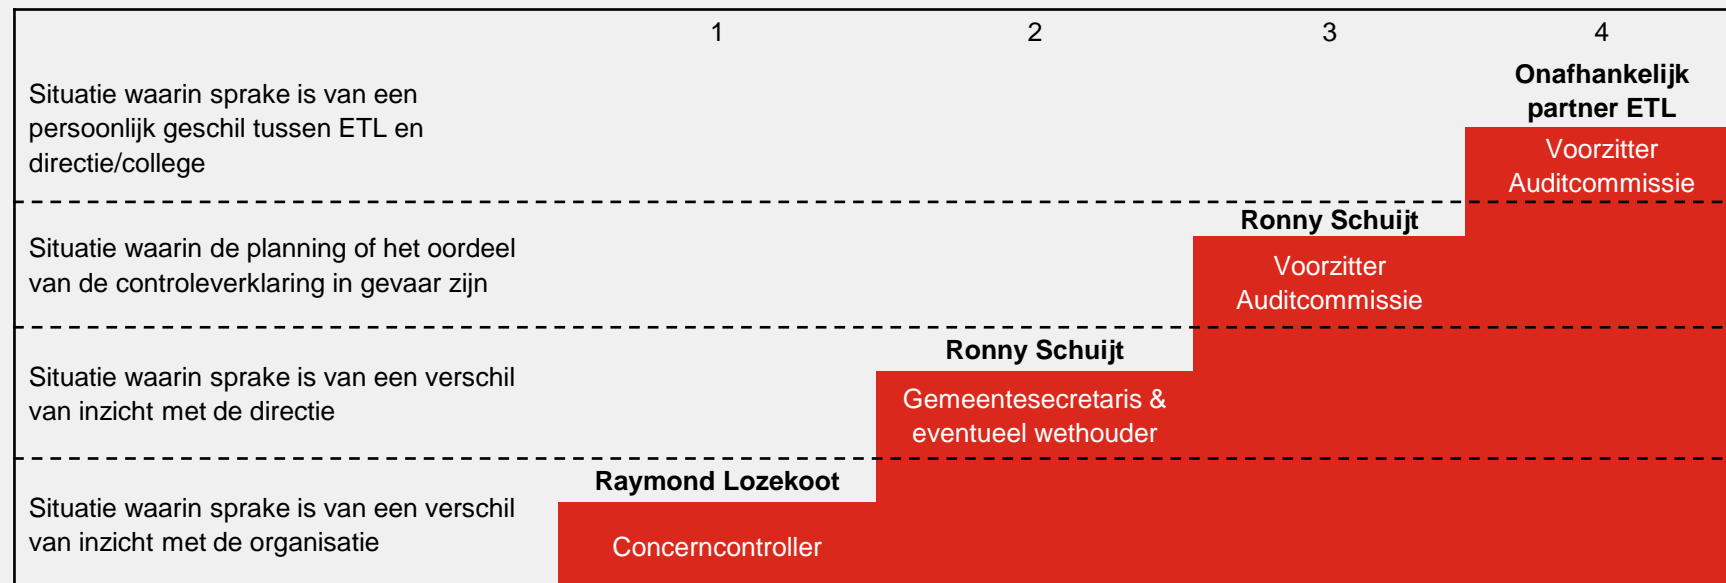 1 2 3 4
Situatie waarin sprake is van een
persoonlijk geschil tussen ETL en
directie/college
Onafhankelijk
partner ETL
Voorzitter
Auditcommissie
Situatie waarin de planning of het oordeel
van de controleverklaring in gevaar zijn
Ronny Schuijt
Voorzitter
Auditcommissie
Situatie waarin sprake is van een verschil
van inzicht met de directie
Ronny Schuijt
Gemeentesecretaris &
eventueel wethouder
Situatie waarin sprake is van een verschil
van inzicht met de organisatie
Raymond Lozekoot
Concerncontroller